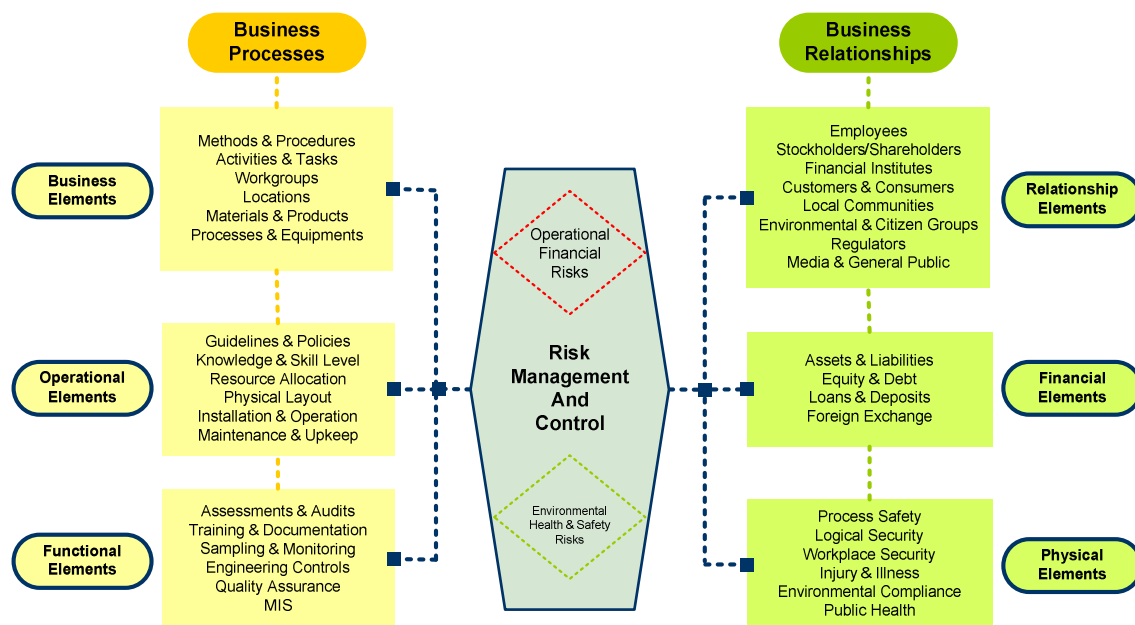 Business
Processes
Business
Relationships
Business
Elements
Methods & Procedures
Activities & Tasks
Workgroups
Locations
Materials & Products
Processes & Equipments
Operational
Elements
Guidelines & Policies
Knowledge & Skill Level
Resource Allocation
Physical Layout
Installation & Operation
Maintenance & Upkeep
Functional
Elements
Assessments & Audits
Training & Documentation
Sampling & Monitoring
Engineering Controls
Quality Assurance
MIS
Operational
Financial
Risks
Risk
Management
And
Control
Environmental
Health & Safety
Risks
Employees
Stockholders/Shareholders
Financial Institutes
Customers & Consumers
Local Communities
Environmental & Citizen Groups
Regulators
Media & General Public
Relationship
Elements
Assets & Liabilities
Equity & Debt
Loans & Deposits
Foreign Exchange
Financial
Elements
Process Safety
Logical Security
Workplace Security
Injury & Illness
Environmental Compliance
Public Health
Physical
Elements